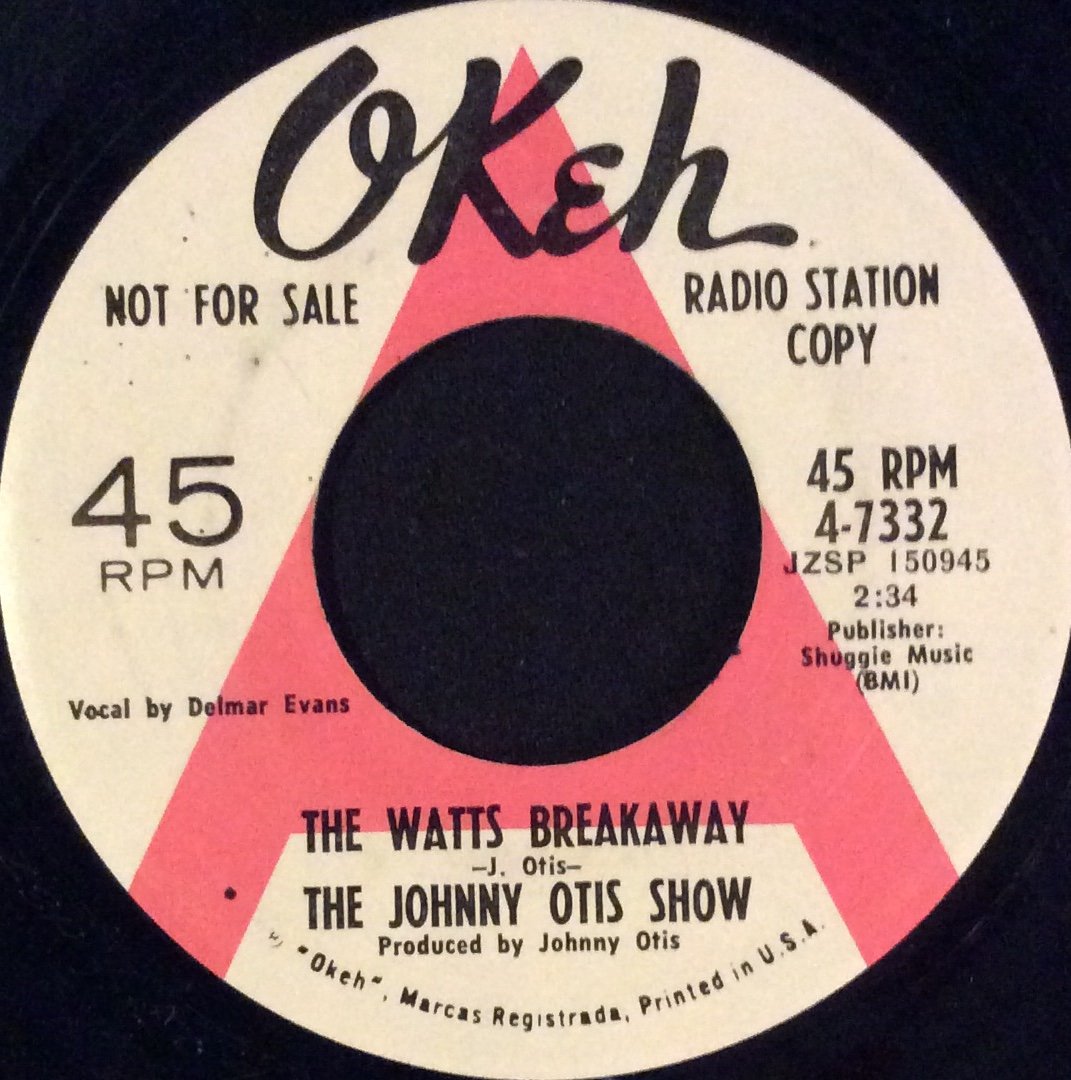 OKeh
NOT FOR SALE
RADIO STATION
COPY
45
RPM
45 RPM
4-7332
JZSP 150945
2:34
Publisher:
Shuggie Music
(BMI)
Vocal by Delmar Evans
THE WATTS BREAKAWAY
–J. Otis–
THE JOHNNY OTIS SHOW
Produced by Johnny Otis
"Okeh", Marcas Registrada, Printed in U.S.A.